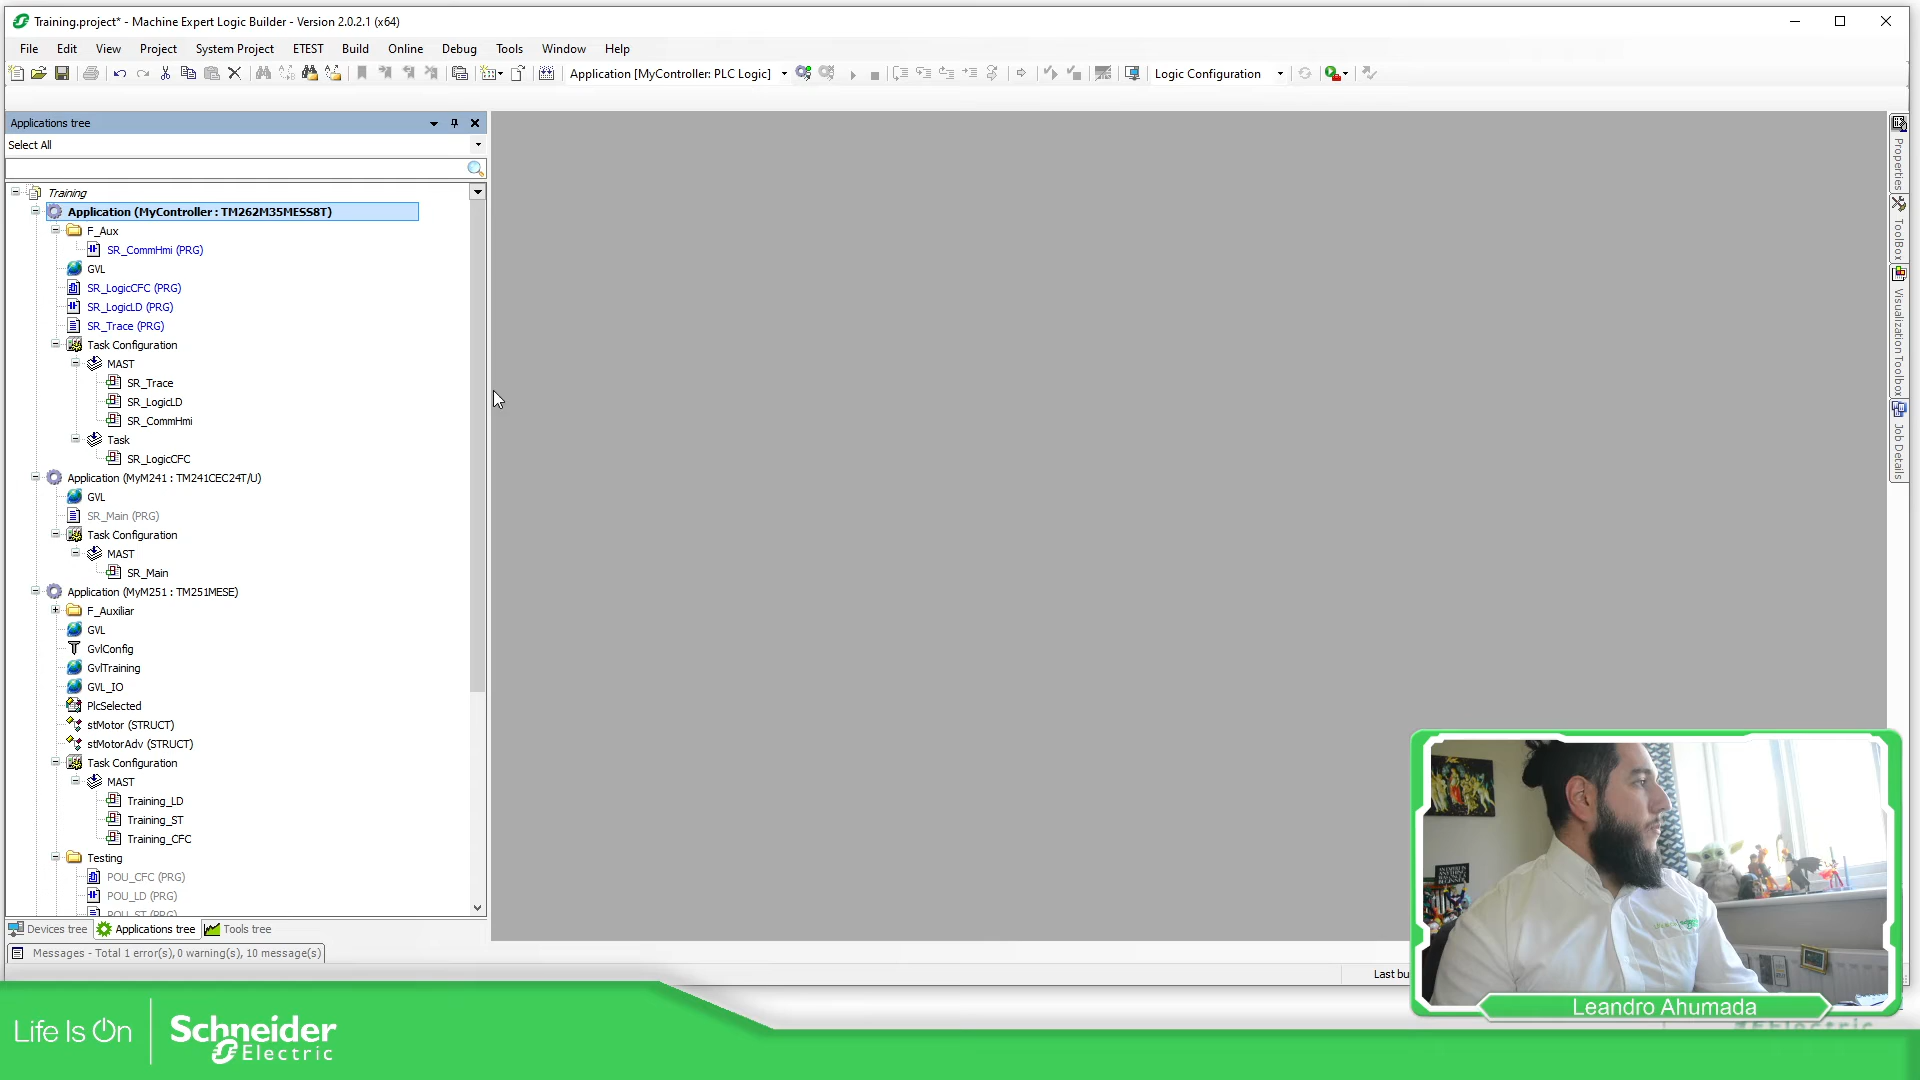 Training.project* - Machine Expert Logic Builder - Version 2.0.2.1 (x64)
File Edit View Project System Project ETEST Build Online Debug Tools Window Help
Application [MyController: PLC Logic] Logic Configuration
Applications tree
Select All
Training
Application (MyController : TM262M35MESS8T)
F_Aux
SR_CommHmi (PRG)
GVL
SR_LogicCFC (PRG)
SR_LogicLD (PRG)
SR_Trace (PRG)
Task Configuration
MAST
SR_Trace
SR_LogicLD
SR_CommHmi
Task
SR_LogicCFC
Application (MyM241 : TM241CEC24T/U)
GVL
SR_Main (PRG)
Task Configuration
MAST
SR_Main
Application (MyM251 : TM251MESE)
F_Auxiliar
GVL
GvlConfig
GvlTraining
GVL_IO
PlcSelected
stMotor (STRUCT)
stMotorAdv (STRUCT)
Task Configuration
MAST
Training_LD
Training_ST
Training_CFC
Testing
POU_CFC (PRG)
POU_LD (PRG)
POU_ST (PRG)
Devices tree Applications tree Tools tree
Messages - Total 1 error(s), 0 warning(s), 10 message(s)
Last bu
Properties
ToolBox
Visualization Toolbox
Job Details
Leandro Ahumada
Life Is On
Schneider
Electric